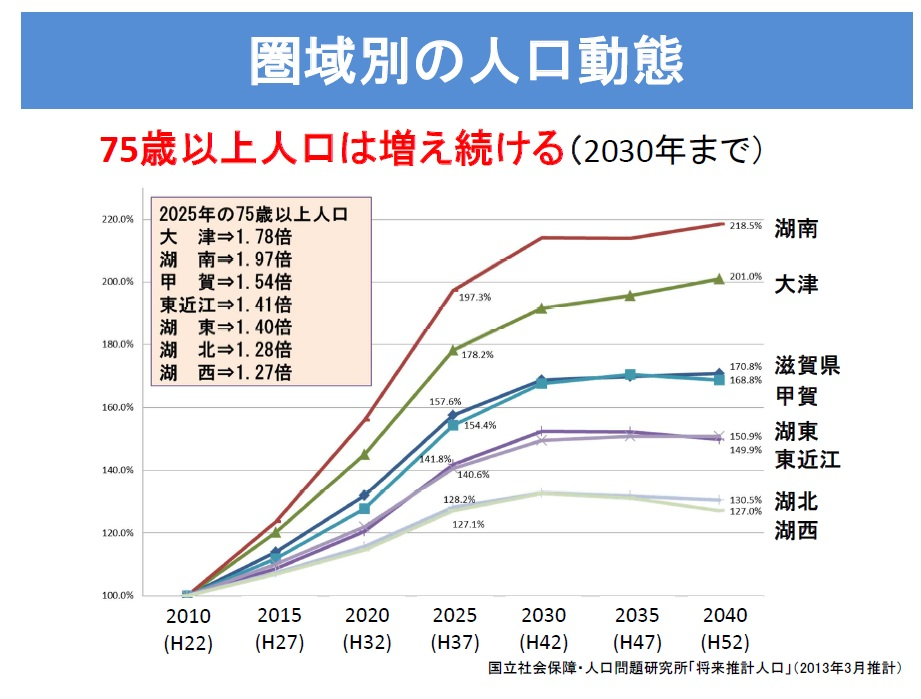 圏域別の人口動態
75歳以上人口は増え続ける(2030年まで)
2025年の75歳以上人口
大　津⇒1.78倍
湖　南⇒1.97倍
甲　賀⇒1.54倍
東近江⇒1.41倍
湖　東⇒1.40倍
湖　北⇒1.28倍
湖　西⇒1.27倍
220.0%
200.0%
180.0%
160.0%
140.0%
120.0%
100.0%
197.3%
178.2%
157.6%
154.4%
141.8%
140.6%
128.2%
127.1%
218.5%
湖南
201.0%
大津
170.8%
滋賀県
168.8%
甲賀
150.9%
湖東
149.9%
東近江
130.5%
湖北
127.0%
湖西
2010 2015 2020 2025 2030 2035 2040
(H22) (H27) (H32) (H37) (H42) (H47) (H52)
国立社会保障・人口問題研究所「将来推計人口」(2013年3月推計)